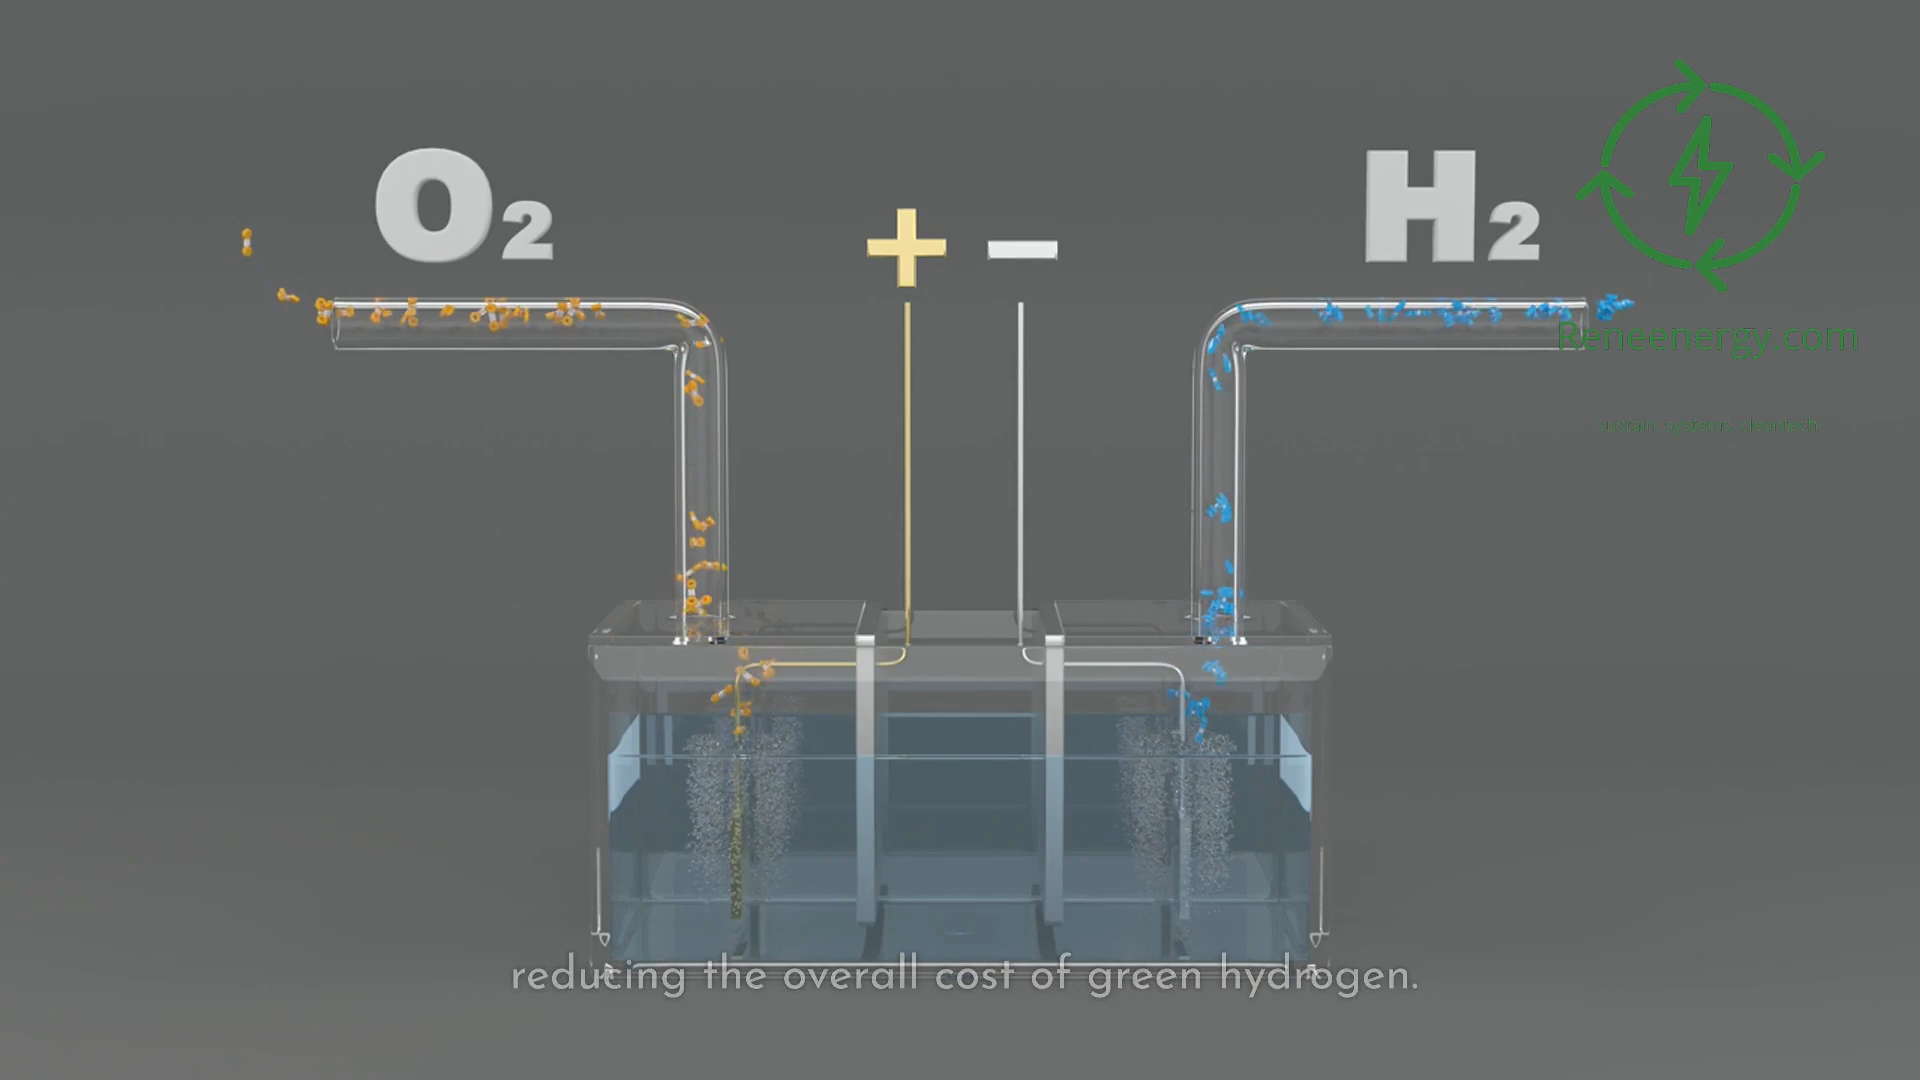 O2
+ −
H2
Reneenergy.com
reducing the overall cost of green hydrogen.